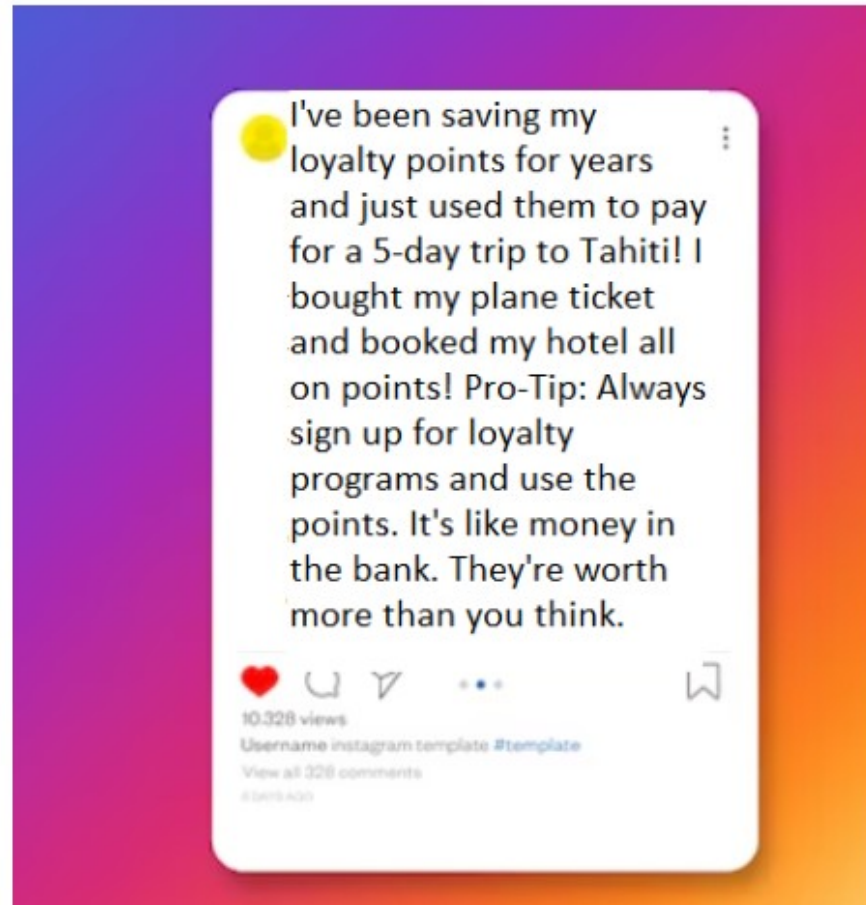 I've been saving my
loyalty points for years
and just used them to pay
for a 5-day trip to Tahiti! I
bought my plane ticket
and booked my hotel all
on points! Pro-Tip: Always
sign up for loyalty
programs and use the
points. It's like money in
the bank. They're worth
more than you think.
10.328 views
Username instagram template #template
View all 328 comments
6 DAYS AGO